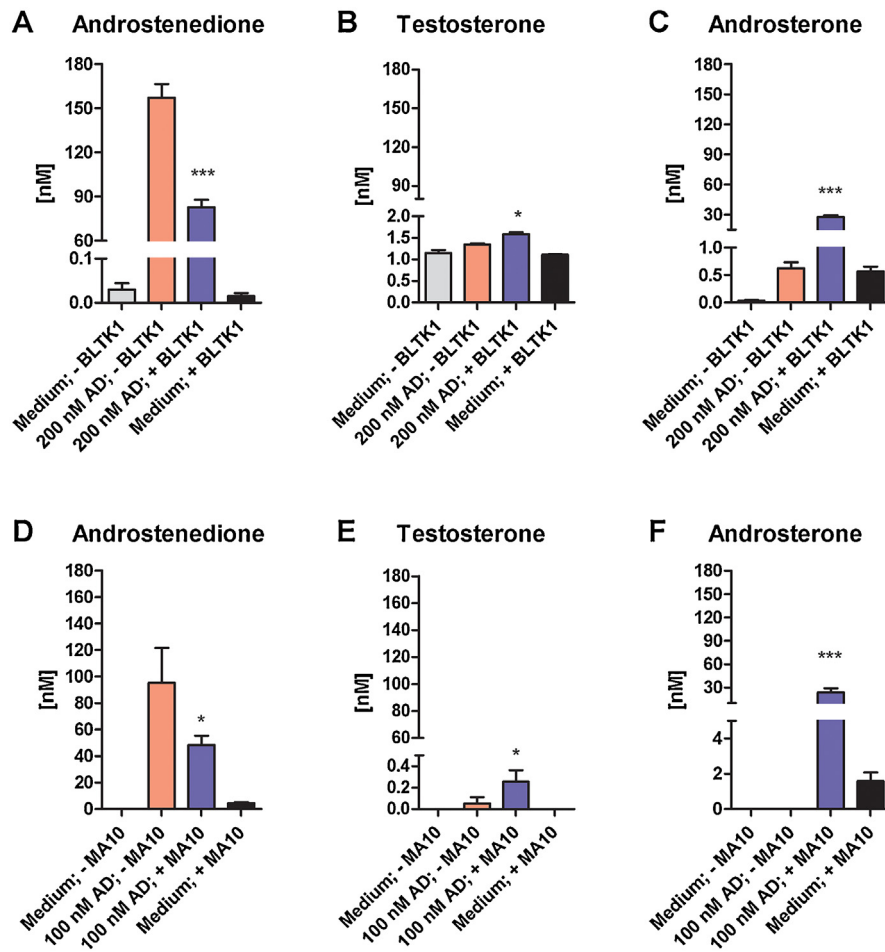 A Androstenedione
B Testosterone
C Androsterone
[nM]
180
150
120
90
60
0.1
0.0
Medium; - BLTK1
200 nM AD; - BLTK1
200 nM AD; + BLTK1
Medium; + BLTK1
***
[nM]
180
150
120
90
2.0
1.5
1.0
0.5
0.0
Medium; - BLTK1
200 nM AD; - BLTK1
200 nM AD; + BLTK1
Medium; + BLTK1
*
[nM]
180
150
120
90
60
30
1.0
0.5
0.0
Medium; - BLTK1
200 nM AD; - BLTK1
200 nM AD; + BLTK1
Medium; + BLTK1
***
D Androstenedione
E Testosterone
F Androsterone
[nM]
180
160
140
120
100
80
60
40
20
0
Medium; - MA10
100 nM AD; - MA10
100 nM AD; + MA10
Medium; + MA10
*
[nM]
180
160
140
120
100
80
60
0.4
0.2
0.0
Medium; - MA10
100 nM AD; - MA10
100 nM AD; + MA10
Medium; + MA10
*
[nM]
180
150
120
90
60
30
4
2
0
Medium; - MA10
100 nM AD; - MA10
100 nM AD; + MA10
Medium; + MA10
***